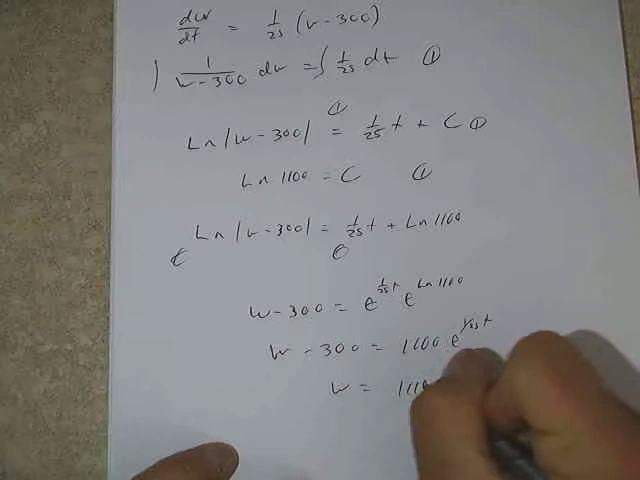 dW/dt = 1/25 (W - 300)
∫ 1/(W - 300) dW = ∫ 1/25 dt ①
Ln |W - 300| ① = 1/25 t + C ①
Ln 1100 = C ①
e^(Ln |W - 300|) = e^(1/25 t + Ln 1100)
W - 300 = e^(1/25 t) e^(Ln 1100)
W - 300 = 1100 e^(1/25 t)
W =